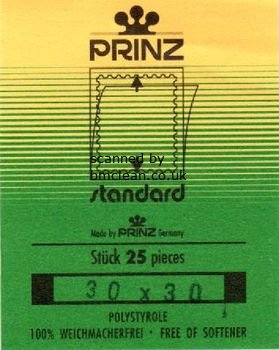 PRINZ
scanned by
bmclean.co.uk
standard
Made by PRINZ Germany
Stück 25 pieces
30 x 30
POLYSTYROLE
100% WEICHMACHERFREI • FREE OF SOFTENER